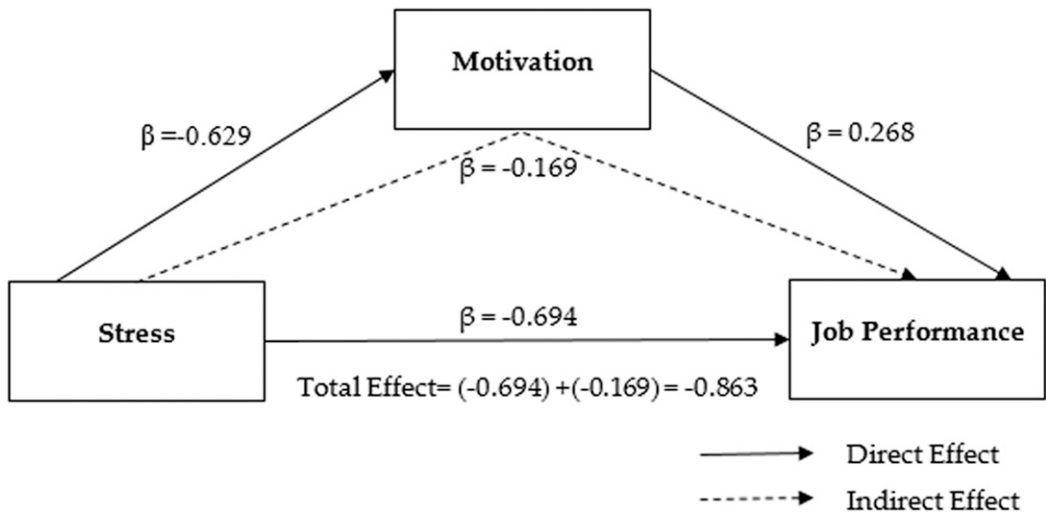 Motivation
β =-0.629
β = 0.268
β = -0.169
Stress
β = -0.694
Job Performance
Total Effect= (-0.694) +(-0.169) = -0.863
Direct Effect
Indirect Effect